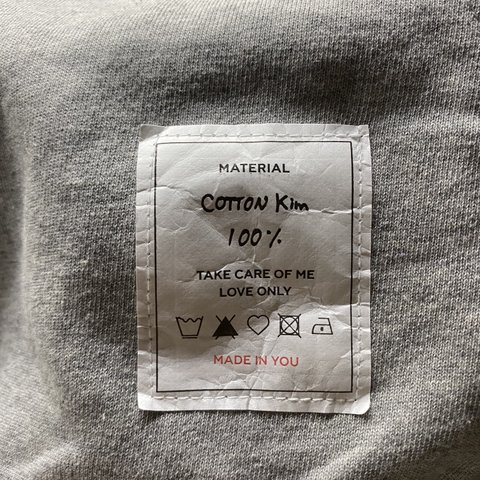 MATERIAL
COTTON Kim
100%
TAKE CARE OF ME
LOVE ONLY
MADE IN YOU